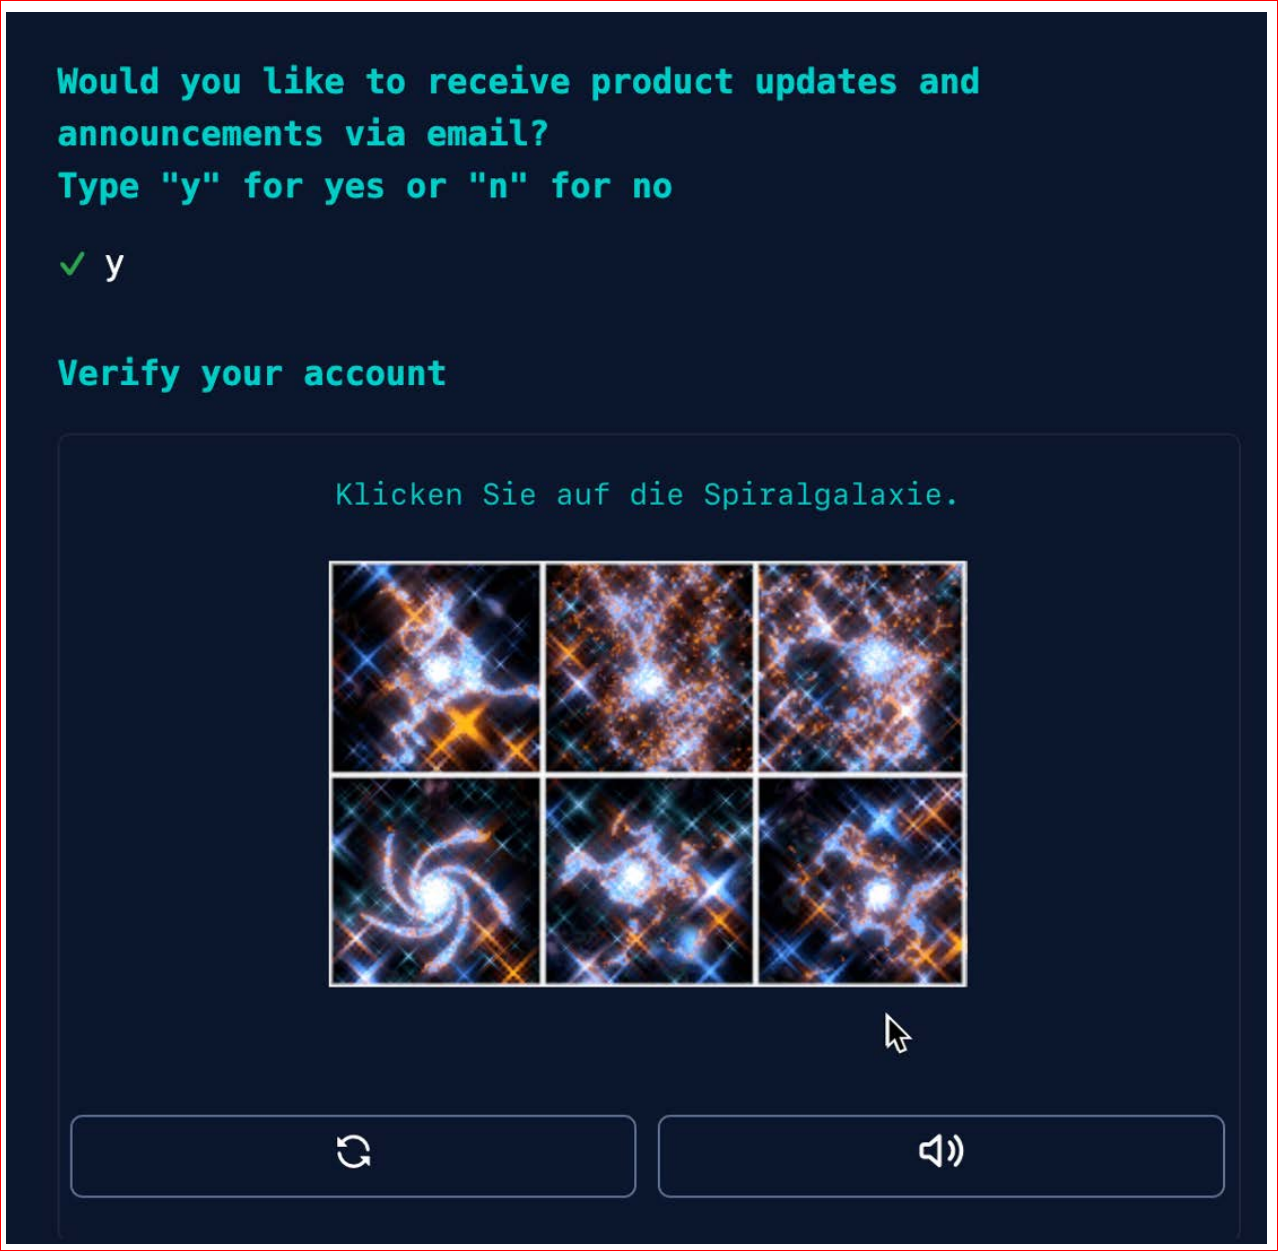 Would you like to receive product updates and
announcements via email?
Type "y" for yes or "n" for no
y
Verify your account
Klicken Sie auf die Spiralgalaxie.